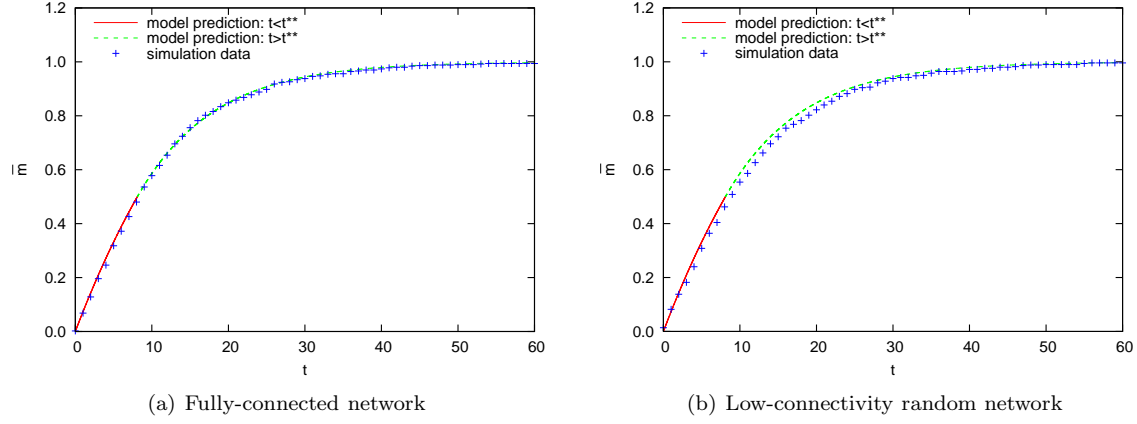 1.2
1.0
0.8
0.6
0.4
0.2
0.0
m̅
model prediction: t<t**
model prediction: t>t**
simulation data
0 10 20 30 40 50 60
t
(a) Fully-connected network
1.2
1.0
0.8
0.6
0.4
0.2
0.0
m̅
model prediction: t<t**
model prediction: t>t**
simulation data
0 10 20 30 40 50 60
t
(b) Low-connectivity random network